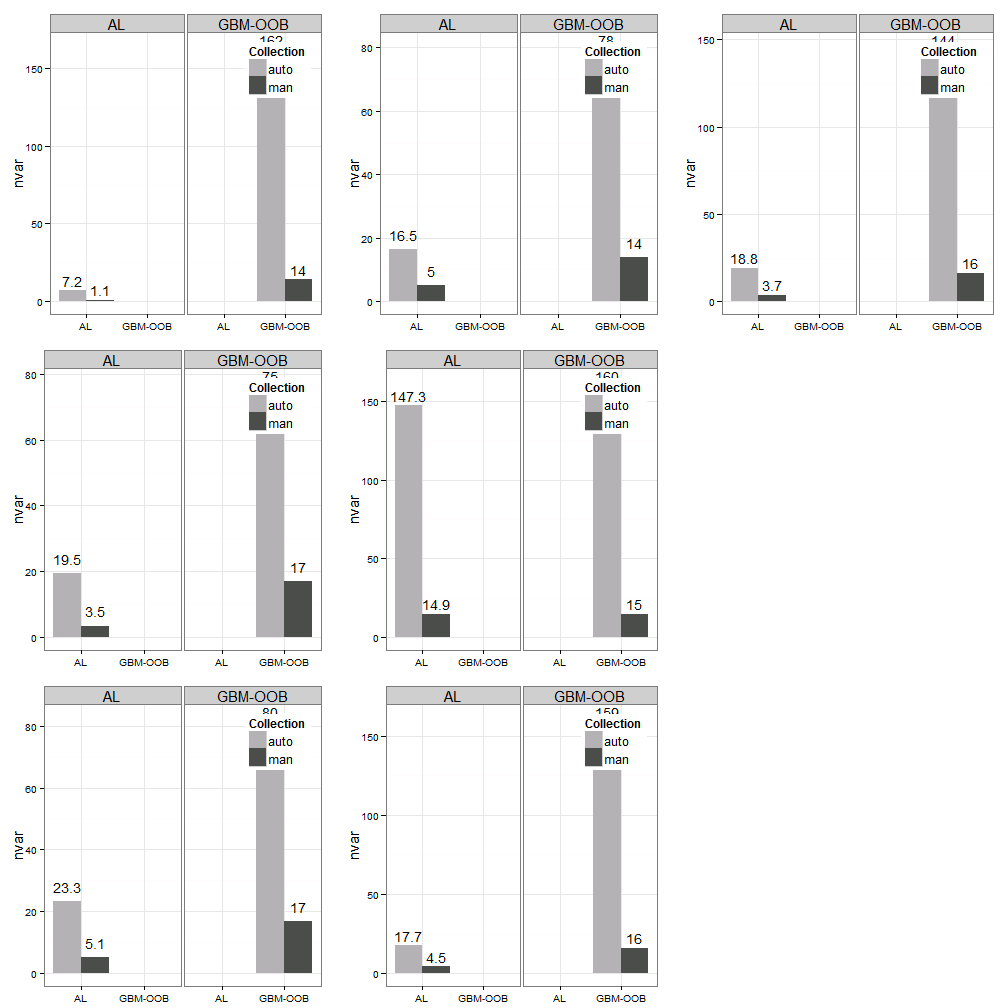 AL GBM-OOB
162
Collection
auto
man
150
100
50
0
nvar
7.2
1.1
14
AL GBM-OOB AL GBM-OOB
AL GBM-OOB
78
Collection
auto
man
80
60
40
20
0
nvar
16.5
5
14
AL GBM-OOB AL GBM-OOB
AL GBM-OOB
144
Collection
auto
man
150
100
50
0
nvar
18.8
3.7
16
AL GBM-OOB AL GBM-OOB
AL GBM-OOB
75
Collection
auto
man
80
60
40
20
0
nvar
19.5
3.5
17
AL GBM-OOB AL GBM-OOB
AL GBM-OOB
160
Collection
auto
man
150
100
50
0
nvar
147.3
14.9
15
AL GBM-OOB AL GBM-OOB
AL GBM-OOB
80
Collection
auto
man
80
60
40
20
0
nvar
23.3
5.1
17
AL GBM-OOB AL GBM-OOB
AL GBM-OOB
159
Collection
auto
man
150
100
50
0
nvar
17.7
4.5
16
AL GBM-OOB AL GBM-OOB